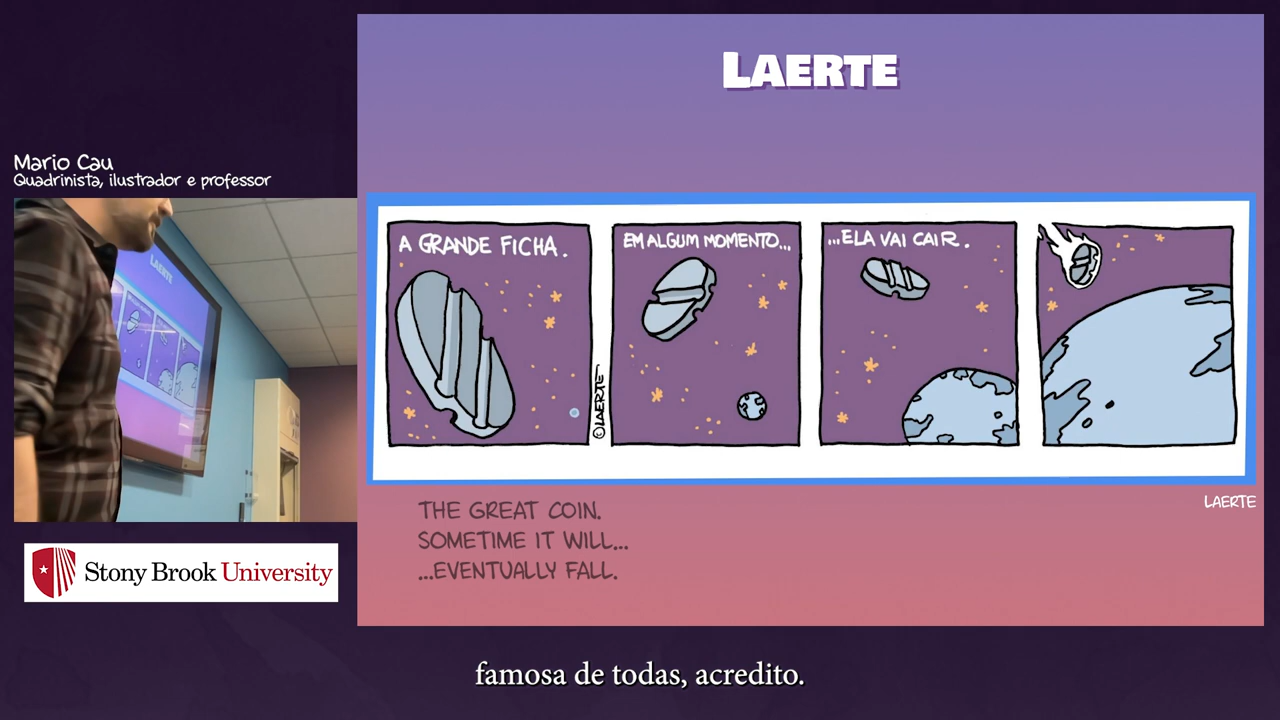 LAERTE
Mario Cau
Quadrinista, ilustrador e professor
A GRANDE FICHA.
EM ALGUM MOMENTO...
...ELA VAI CAIR.
©LAERTE
LAERTE
THE GREAT COIN.
SOMETIME IT WILL...
...EVENTUALLY FALL.
LAERTE
Stony Brook University
famosa de todas, acredito.